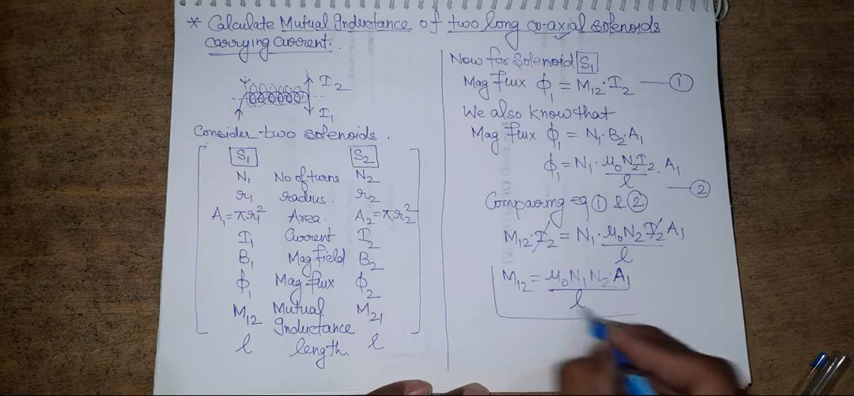 * Calculate Mutual Inductance of two long co-axial solenoids
carrying current.
I2
I1
Consider two solenoids.
S1 S2
N1 No of turns N2
r1 radius. r2
A1=πr1² Area. A2=πr2²
I1 Current I2
B1 Mag field B2
ϕ1 Mag flux ϕ2
M12 Mutual Inductance M21
l length. l
Now for Solenoid S1
Mag flux ϕ1 = M12·I2 — 1
We also know that
Mag flux ϕ1 = N1·B2·A1
ϕ1 = N1·μ0N2I2/l·A1 — 2
Comparing eq 1 & 2
M12·I2 = N1·μ0N2I2A1/l
M12 = μ0N1N2·A1/l